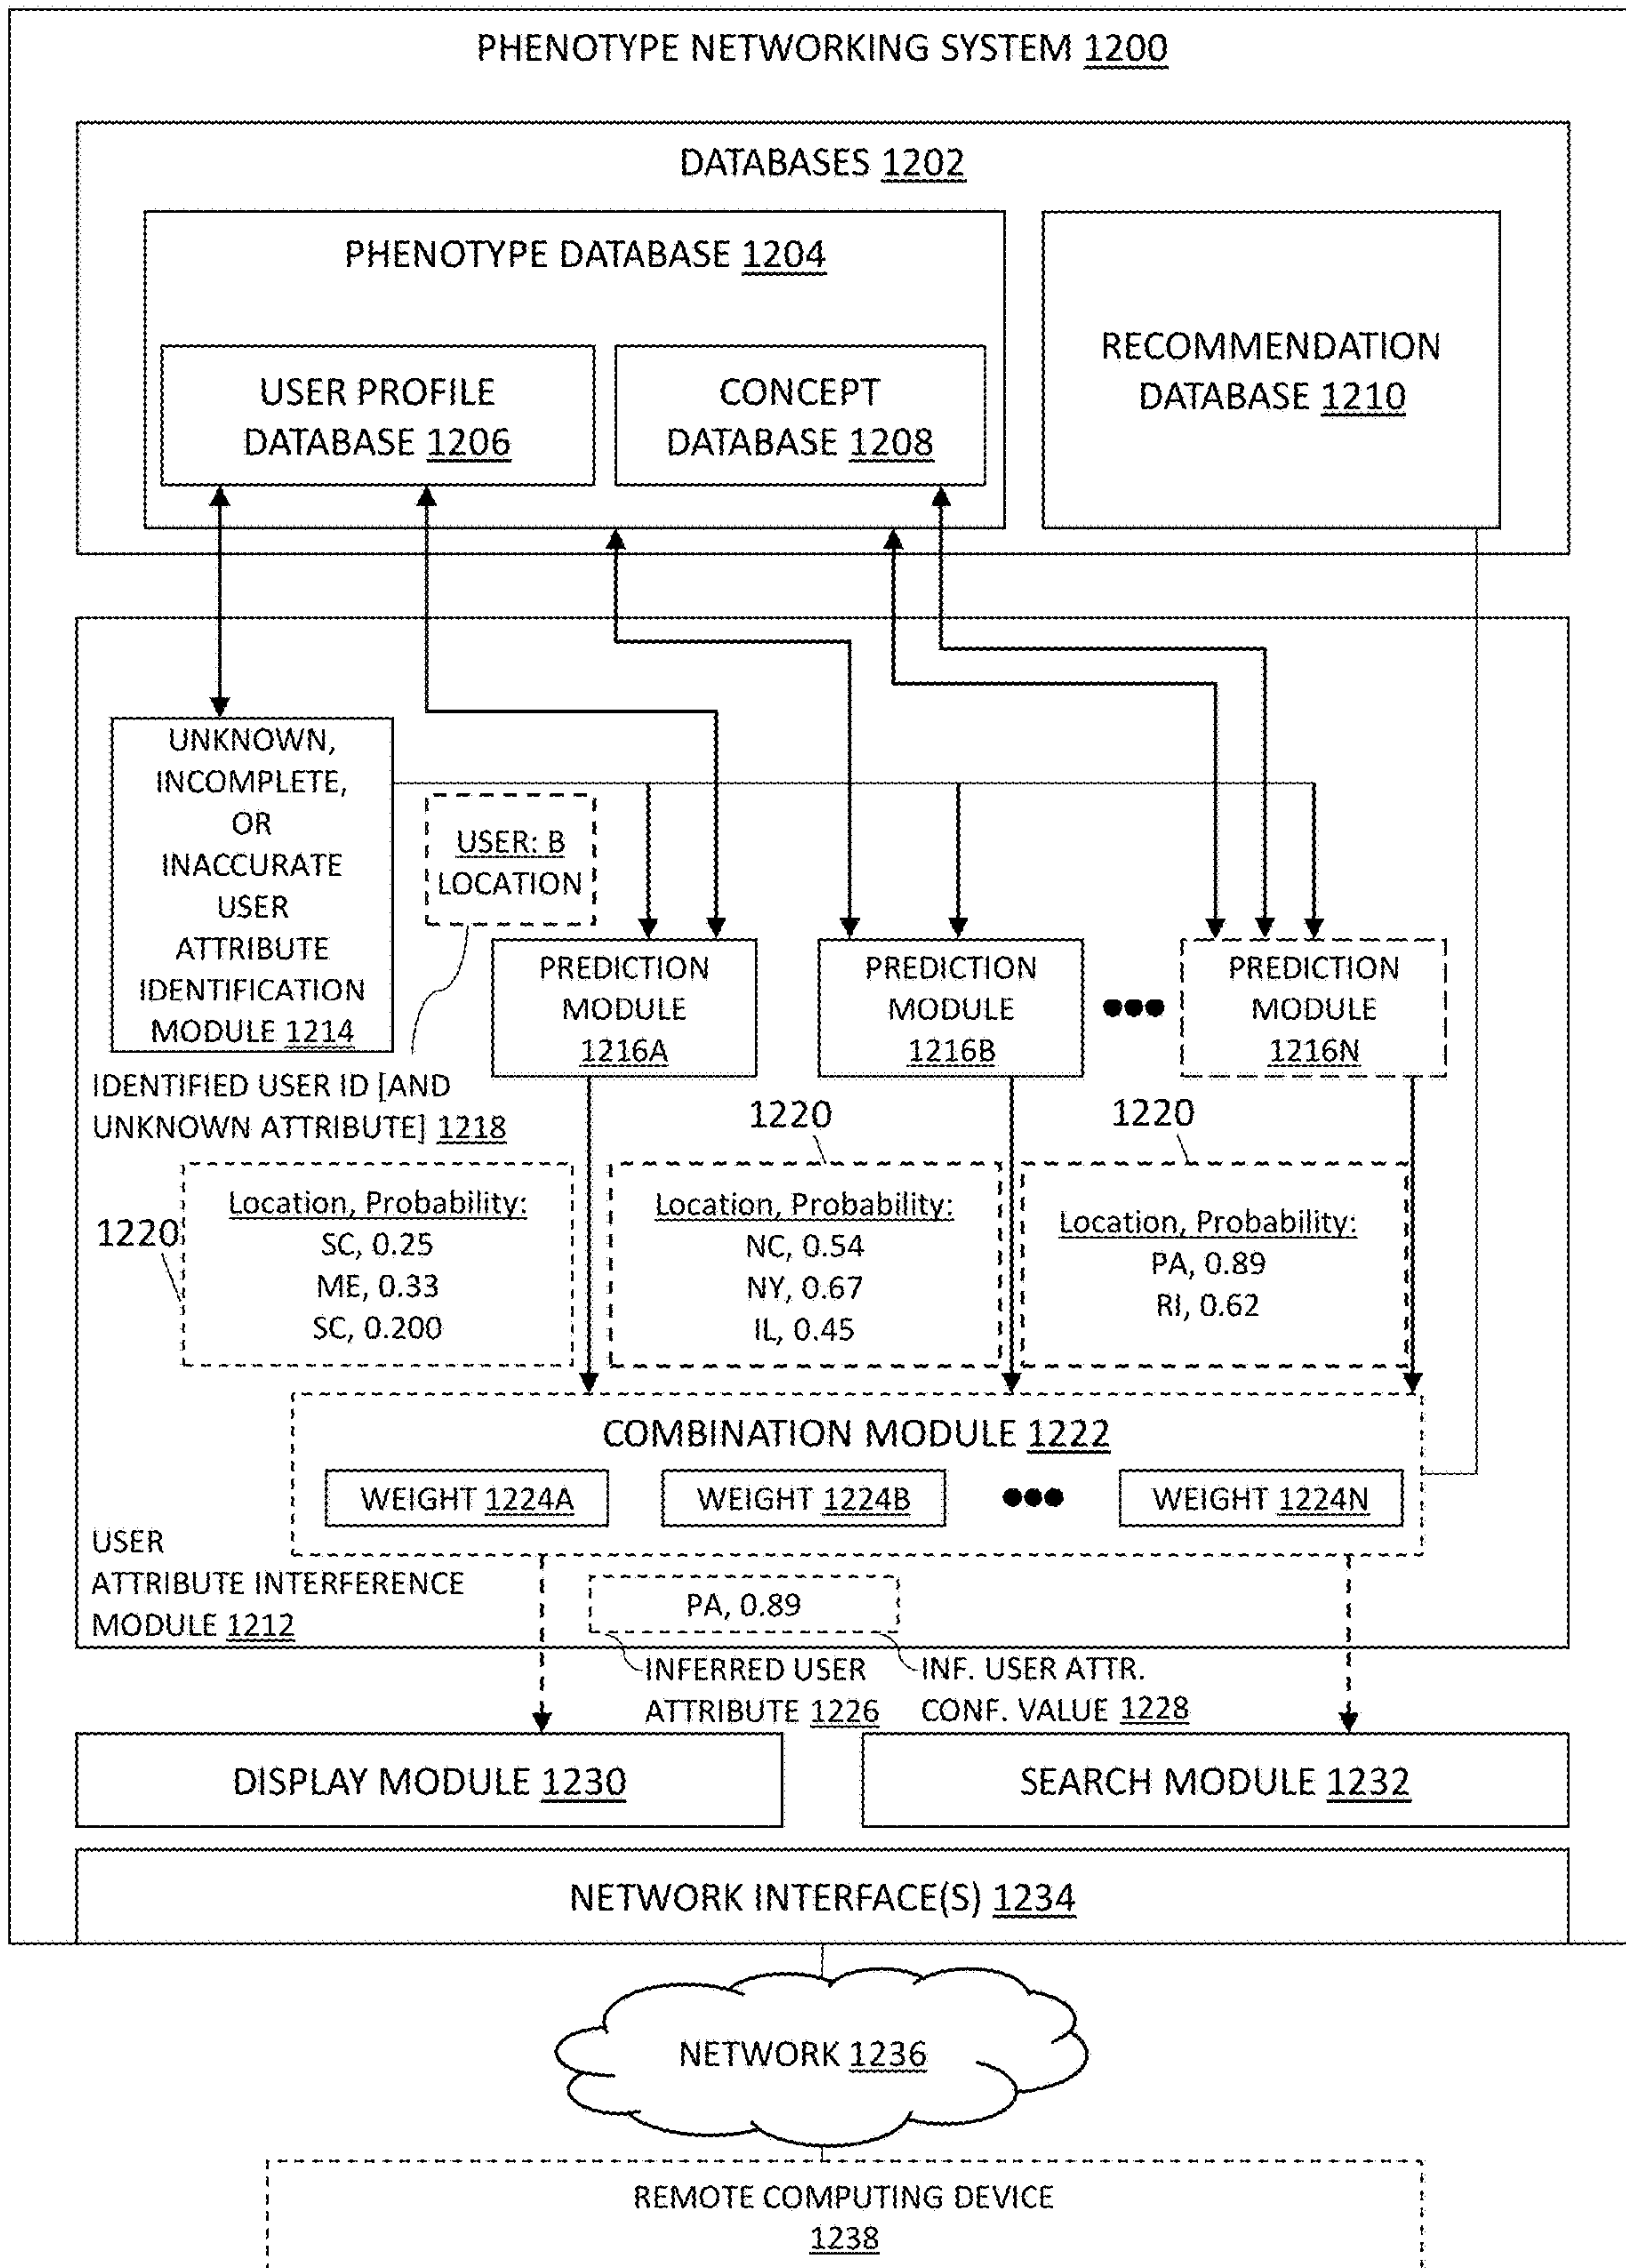 PHENOTYPE NETWORKING SYSTEM 1200
DATABASES 1202
PHENOTYPE DATABASE 1204
USER PROFILE
DATABASE 1206
CONCEPT
DATABASE 1208
RECOMMENDATION
DATABASE 1210
UNKNOWN,
INCOMPLETE,
OR
INACCURATE
USER
ATTRIBUTE
IDENTIFICATION
MODULE 1214
USER: B
LOCATION
PREDICTION
MODULE
1216A
PREDICTION
MODULE
1216B
PREDICTION
MODULE
1216N
IDENTIFIED USER ID [AND
UNKNOWN ATTRIBUTE] 1218
1220
Location, Probability:
SC, 0.25
ME, 0.33
SC, 0.200
1220
Location, Probability:
NC, 0.54
NY, 0.67
IL, 0.45
1220
Location, Probability:
PA, 0.89
RI, 0.62
COMBINATION MODULE 1222
WEIGHT 1224A
WEIGHT 1224B
WEIGHT 1224N
USER
ATTRIBUTE INTERFERENCE
MODULE 1212
PA, 0.89
INFERRED USER
ATTRIBUTE 1226
INF. USER ATTR.
CONF. VALUE 1228
DISPLAY MODULE 1230
SEARCH MODULE 1232
NETWORK INTERFACE(S) 1234
NETWORK 1236
REMOTE COMPUTING DEVICE
1238